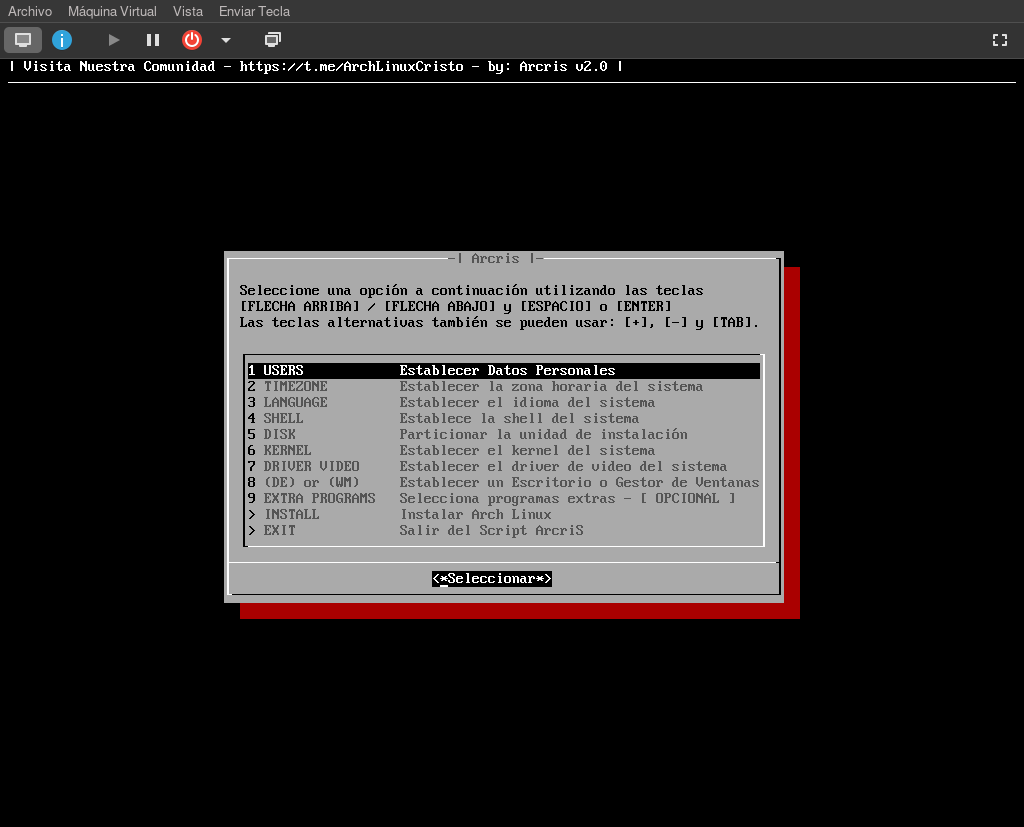 Archivo Máquina Virtual Vista Enviar Tecla
| Visita Nuestra Comunidad - https://t.me/ArchLinuxCristo - by: Arcris v2.0 |
-| Arcris |-
Seleccione una opción a continuación utilizando las teclas
[FLECHA ARRIBA] / [FLECHA ABAJO] y [ESPACIO] o [ENTER]
Las teclas alternativas también se pueden usar: [+], [-] y [TAB].
1 USERS Establecer Datos Personales
2 TIMEZONE Establecer la zona horaria del sistema
3 LANGUAGE Establecer el idioma del sistema
4 SHELL Establece la shell del sistema
5 DISK Particionar la unidad de instalación
6 KERNEL Establecer el kernel del sistema
7 DRIVER VIDEO Establecer el driver de video del sistema
8 (DE) or (WM) Establecer un Escritorio o Gestor de Ventanas
9 EXTRA PROGRAMS Selecciona programas extras - [ OPCIONAL ]
> INSTALL Instalar Arch Linux
> EXIT Salir del Script ArcriS
<*Seleccionar*>